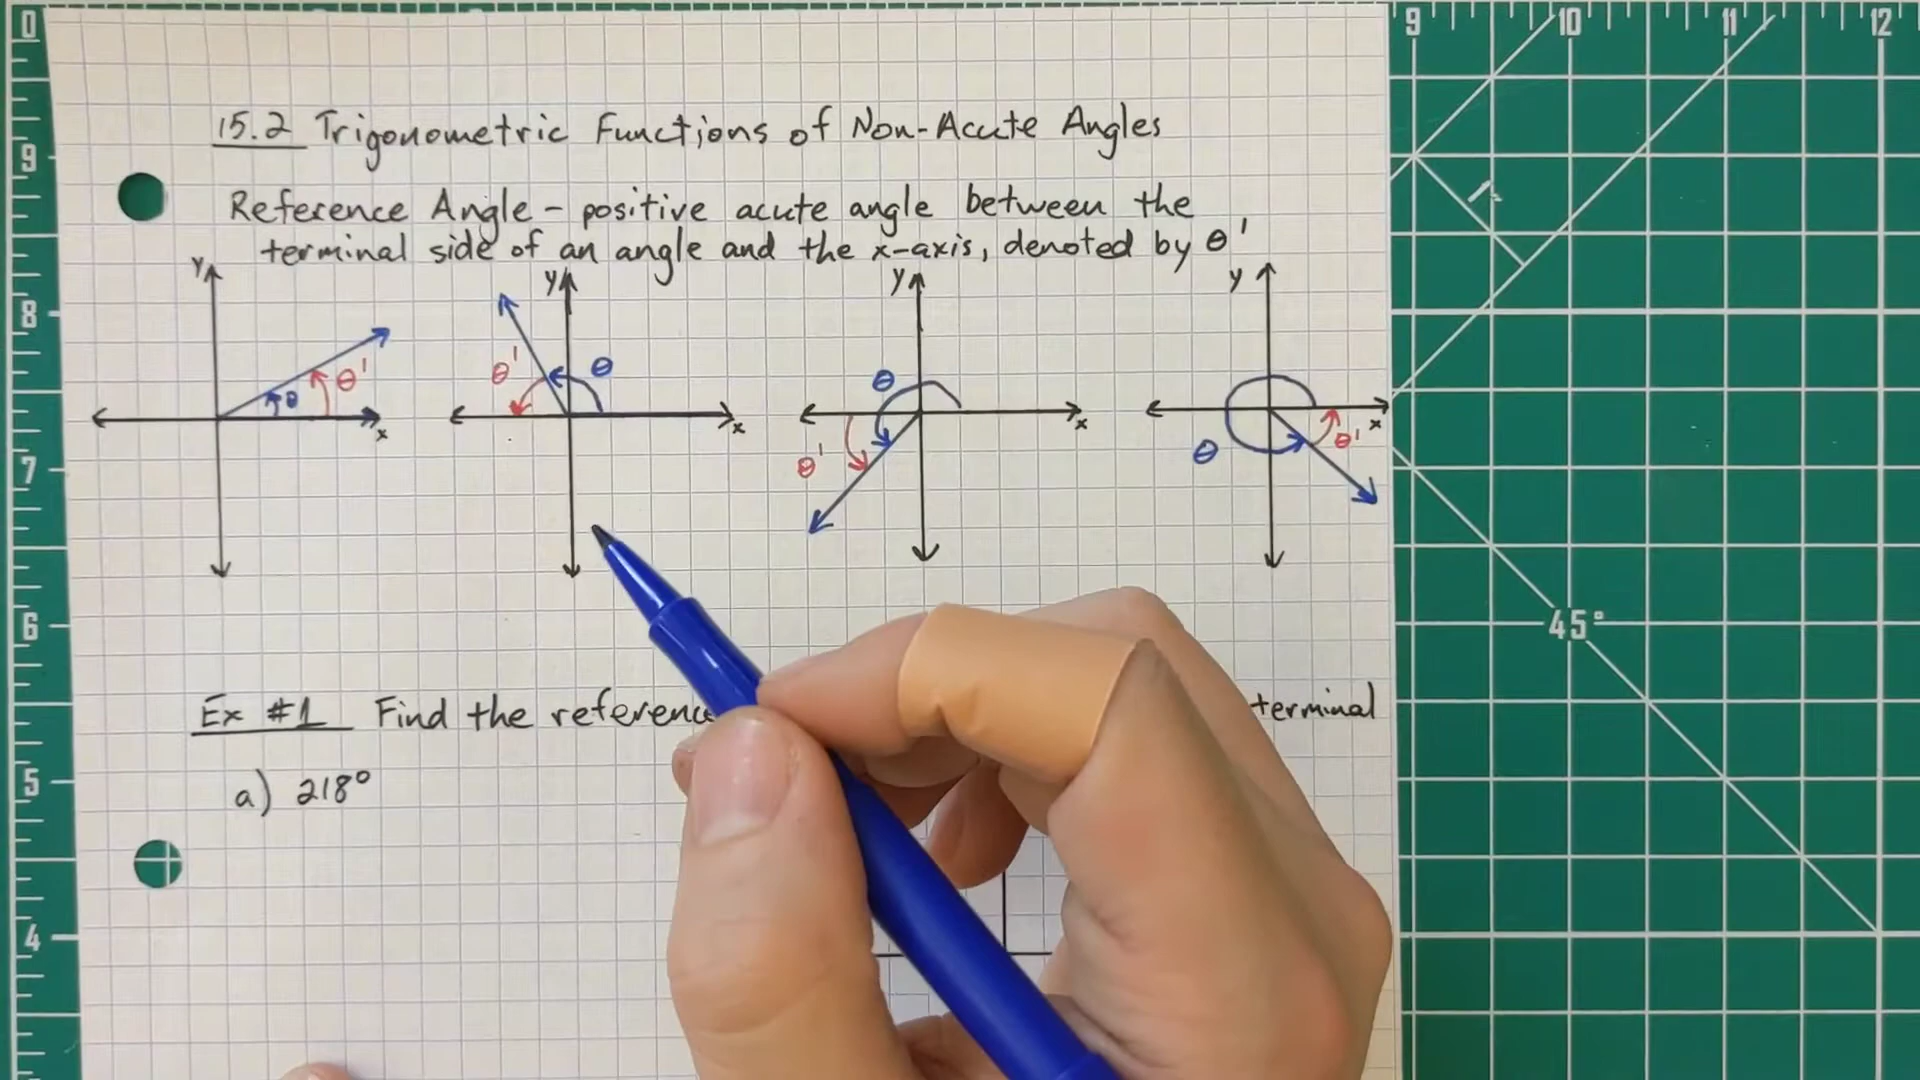 0
9 10 11 12
15.2 Trigonometric Functions of Non-Acute Angles
9
Reference Angle - positive acute angle between the
terminal side of an angle and the x-axis, denoted by θ'
y y y y
8
θ' θ θ' θ θ
x x x x
θ' θ θ'
7
6
45°
Ex #1 Find the terminal
5
a) 218°
4